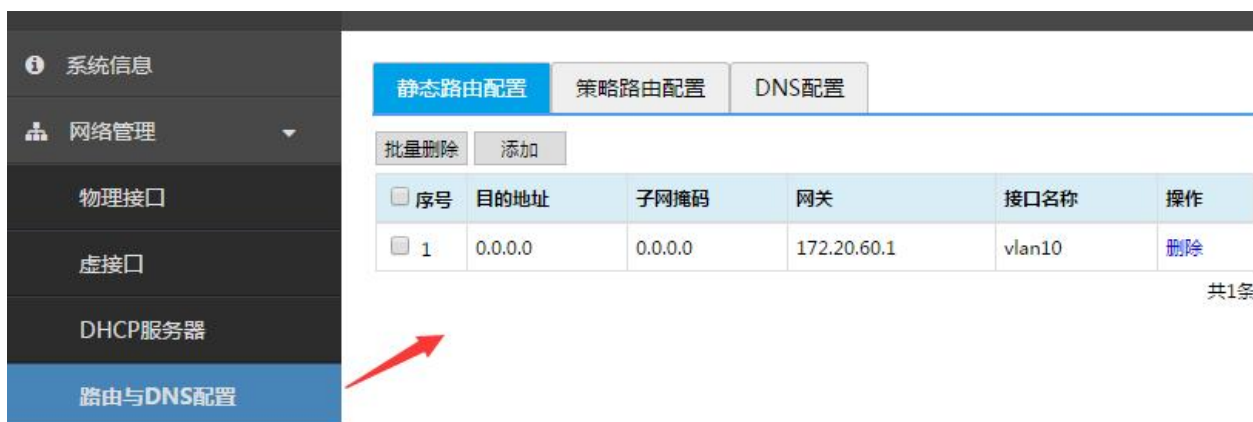 系统信息
网络管理
物理接口
虚接口
DHCP服务器
路由与DNS配置
静态路由配置 策略路由配置 DNS配置
批量删除 添加
序号 目的地址 子网掩码 网关 接口名称 操作
1 0.0.0.0 0.0.0.0 172.20.60.1 vlan10 删除
共1条